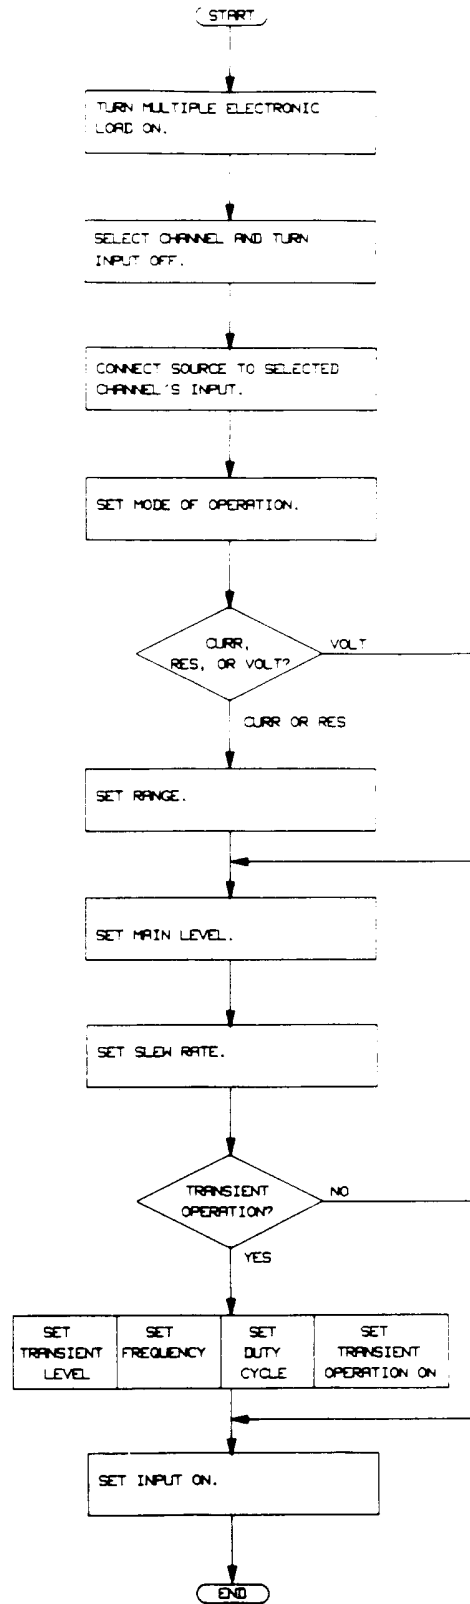 START
TURN MULTIPLE ELECTRONIC
LOAD ON.
SELECT CHANNEL AND TURN
INPUT OFF.
CONNECT SOURCE TO SELECTED
CHANNEL'S INPUT.
SET MODE OF OPERATION.
CURR,
RES, OR VOLT?
VOLT
CURR OR RES
SET RANGE.
SET MAIN LEVEL.
SET SLEW RATE.
TRANSIENT
OPERATION?
NO
YES
SET
TRANSIENT
LEVEL
SET
FREQUENCY
SET
DUTY
CYCLE
SET
TRANSIENT
OPERATION ON
SET INPUT ON.
END